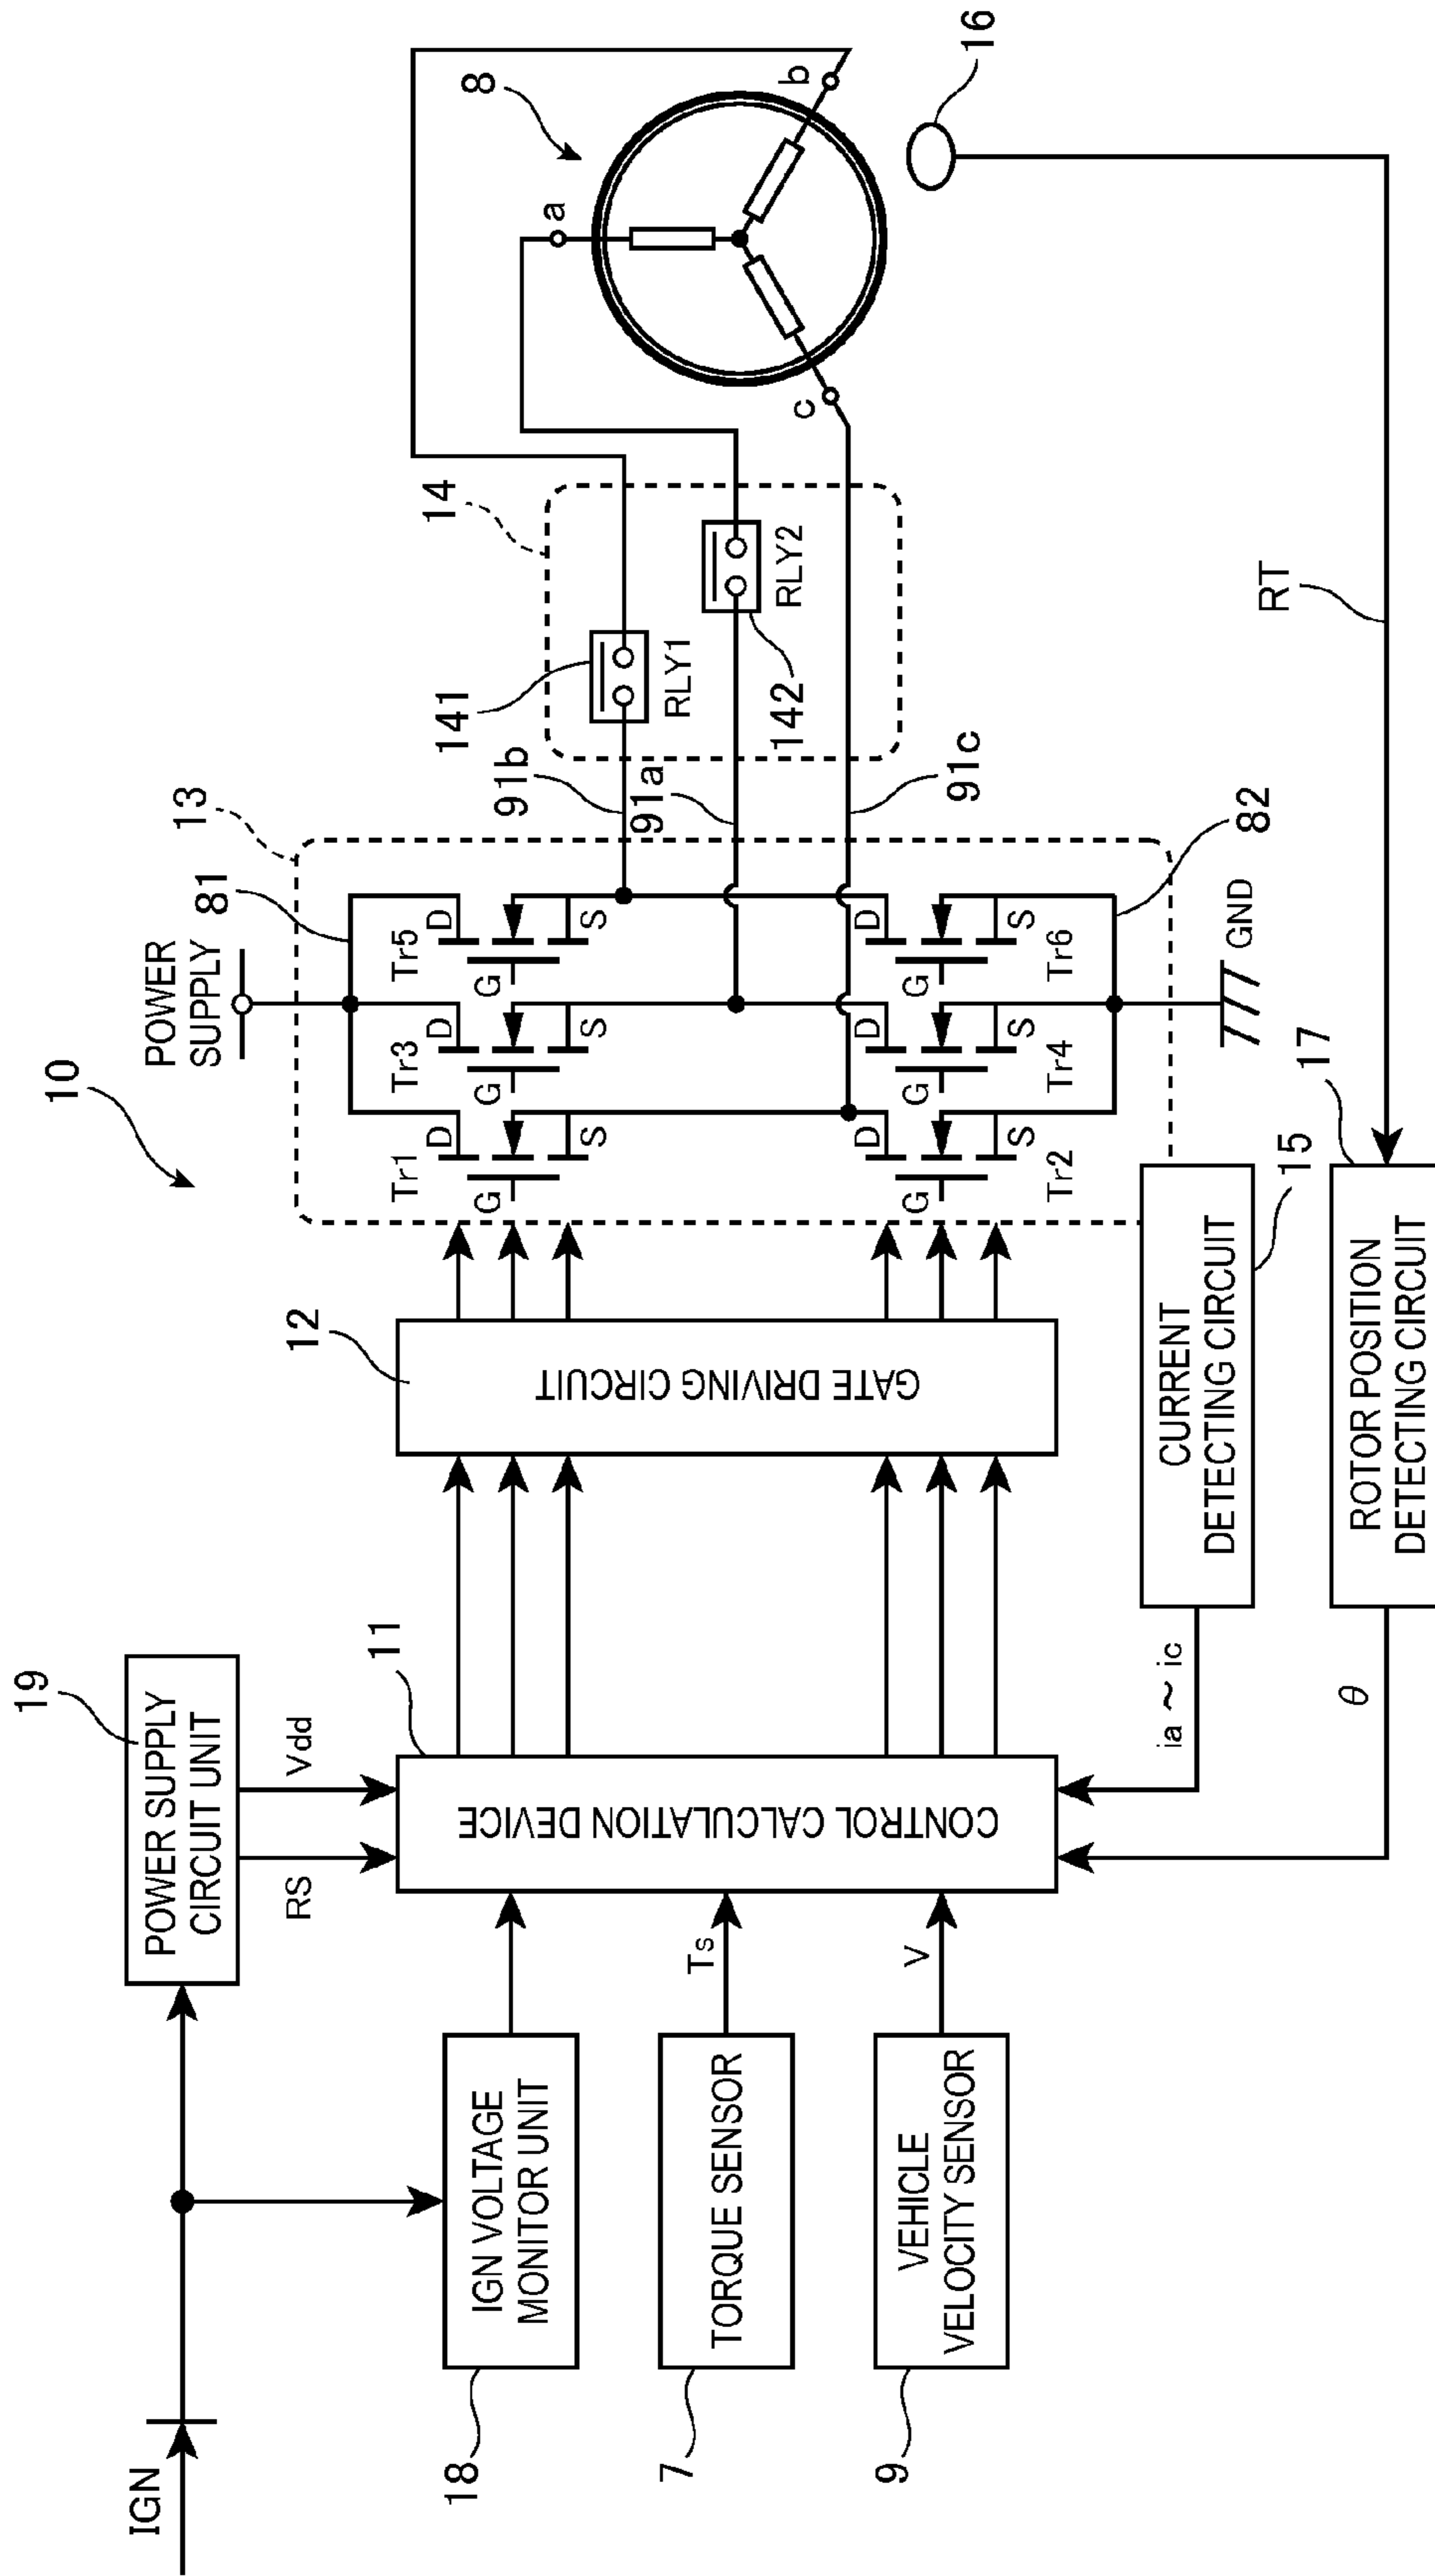 IGN
19
POWER SUPPLY
CIRCUIT UNIT
RS
Vdd
18
IGN VOLTAGE
MONITOR UNIT
7
TORQUE SENSOR
Ts
9
VEHICLE
VELOCITY SENSOR
V
11
CONTROL CALCULATION DEVICE
12
GATE DRIVING CIRCUIT
10
POWER
SUPPLY
81
13
Tr1
D
G
S
Tr3
D
G
S
Tr5
D
G
S
Tr2
D
G
S
Tr4
D
G
S
Tr6
D
G
S
82
GND
91b
91a
91c
14
141
RLY1
142
RLY2
8
a
b
c
16
RT
15
CURRENT
DETECTING CIRCUIT
ia ~ ic
17
ROTOR POSITION
DETECTING CIRCUIT
θ